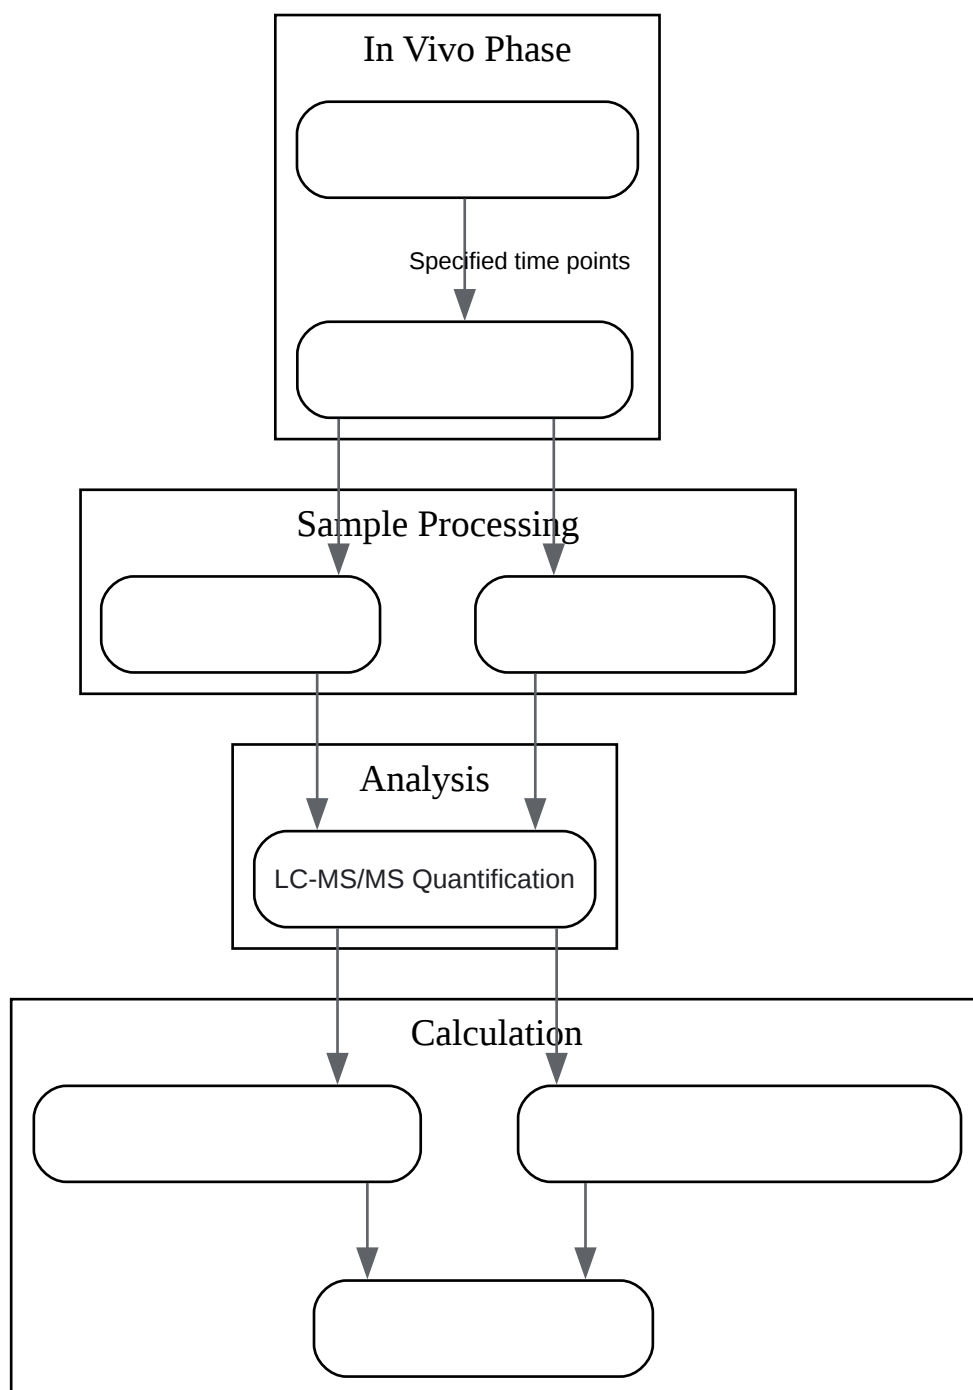 In Vivo Phase
Specified time points
Sample Processing
Analysis
LC-MS/MS Quantification
Calculation